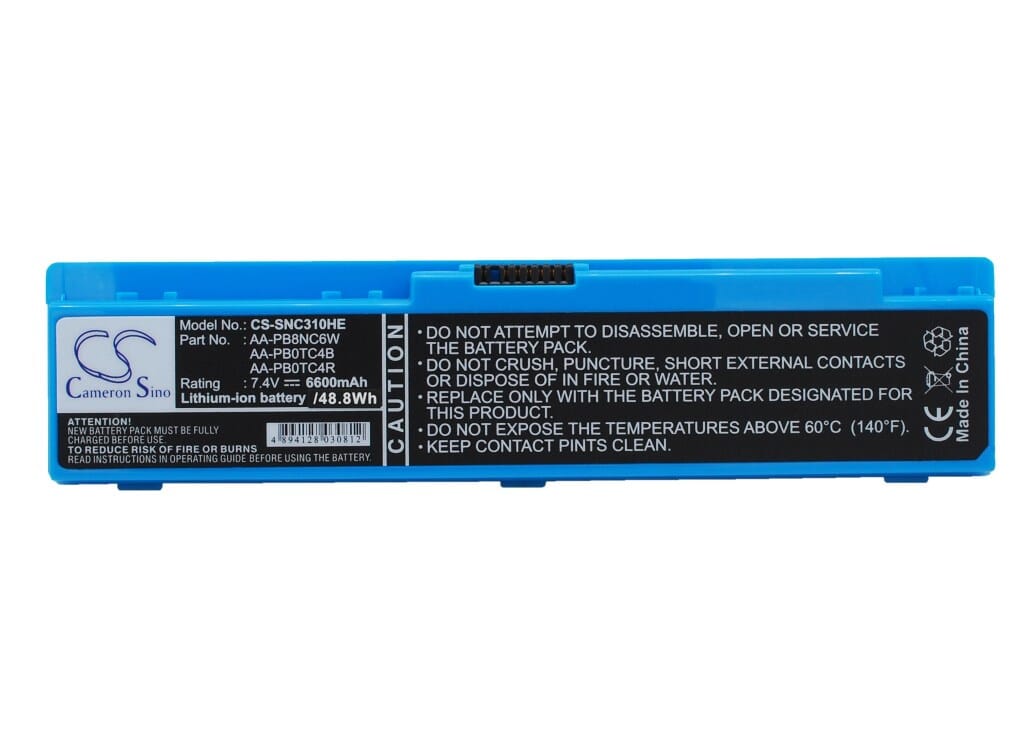 CS
Cameron Sino
Model No.: CS-SNC310HE
Part No. : AA-PB8NC6W
AA-PB0TC4B
AA-PB0TC4R
Rating : 7.4V⎓ 6600mAh
Lithium-ion battery /48.8Wh
ATTENTION!
NEW BATTERY PACK MUST BE FULLY
CHARGED BEFORE USE.
TO REDUCE RISK OF FIRE OR BURNS
READ INSTRUCTIONS IN OPERATING GUIDE BEFORE USING THE BATTERY.
4 894128 030812
CAUTION
• DO NOT ATTEMPT TO DISASSEMBLE, OPEN OR SERVICE
THE BATTERY PACK.
• DO NOT CRUSH, PUNCTURE, SHORT EXTERNAL CONTACTS
OR DISPOSE OF IN FIRE OR WATER.
• REPLACE ONLY WITH THE BATTERY PACK DESIGNATED FOR
THIS PRODUCT.
• DO NOT EXPOSE THE TEMPERATURES ABOVE 60°C (140°F).
• KEEP CONTACT PINTS CLEAN.
CE
Made in China